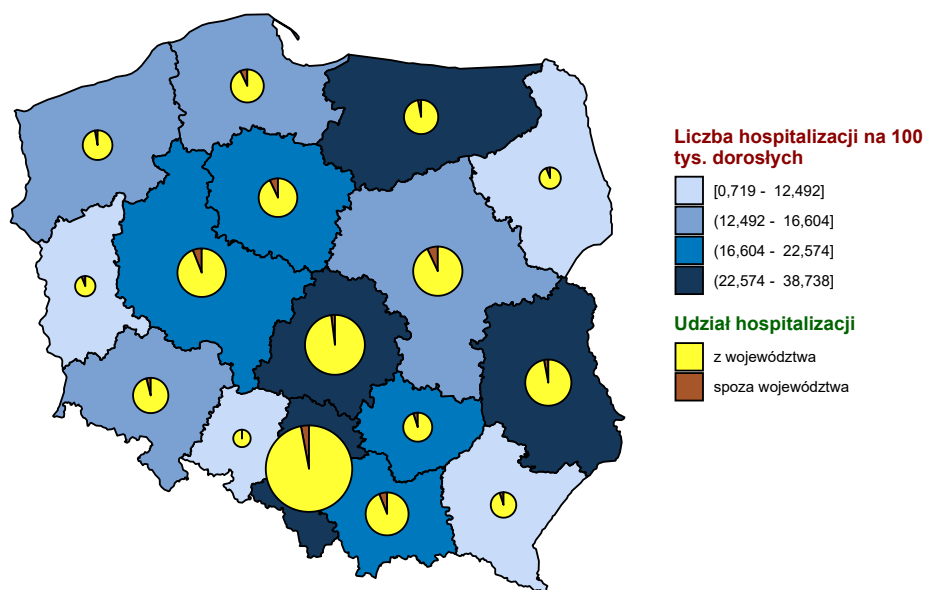 Liczba hospitalizacji na 100
tys. dorosłych
[0,719 - 12,492]
(12,492 - 16,604]
(16,604 - 22,574]
(22,574 - 38,738]
Udział hospitalizacji
z województwa
spoza województwa